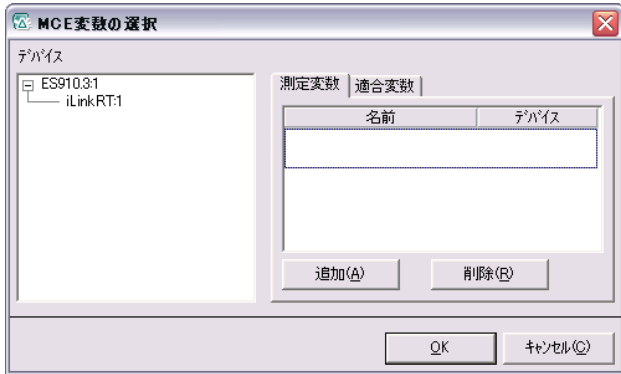 MCE変数の選択
ﾃﾞﾊﾞｲｽ
ES910.3:1
iLinkRT:1
測定変数
適合変数
名前
ﾃﾞﾊﾞｲｽ
追加(A)
削除(R)
OK
ｷｬﾝｾﾙ(C)